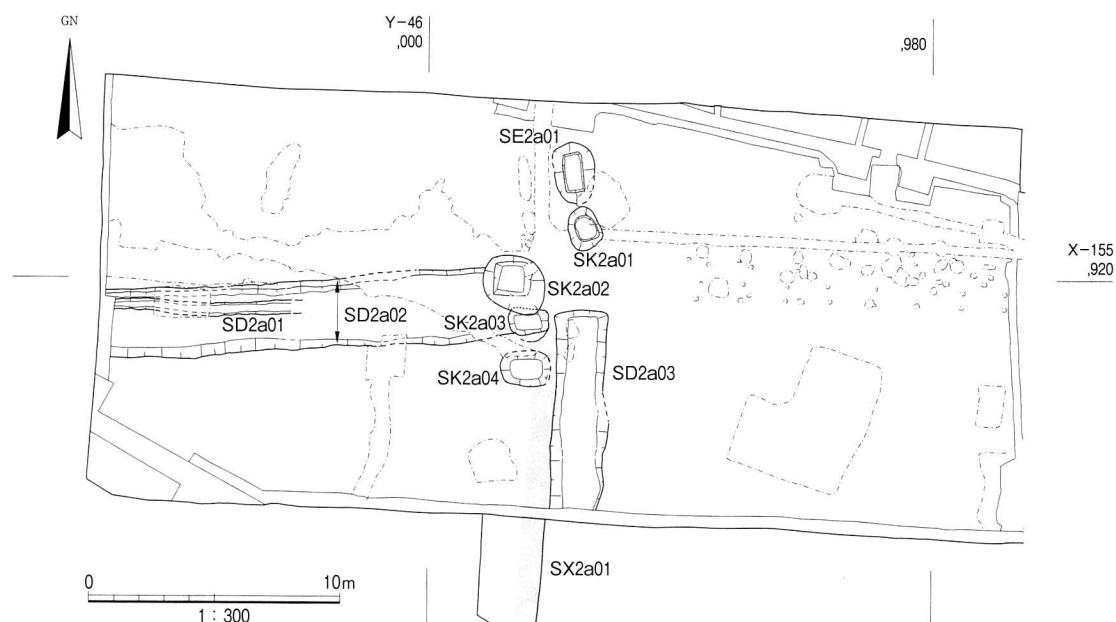 GN
Y-46
,000
,980
SE2a01
SK2a01
X-155
,920
SK2a02
SD2a01
SD2a02
SK2a03
SK2a04
SD2a03
SX2a01
0
10m
1:300